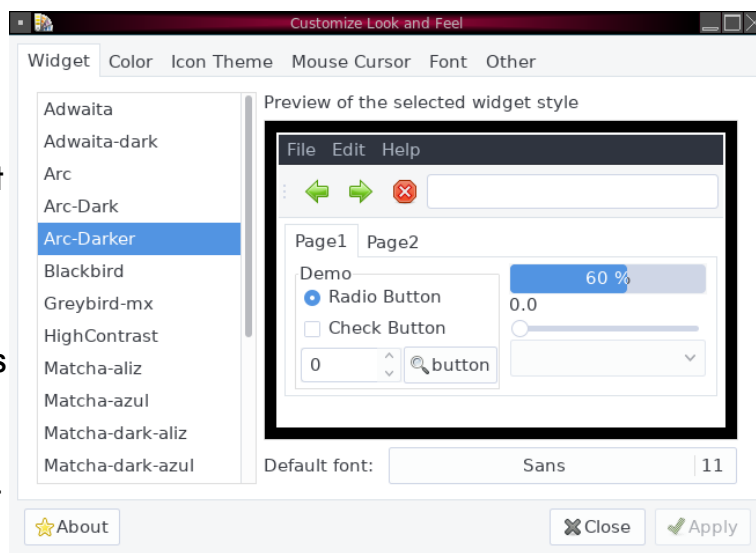 Customize Look and Feel
Widget Color Icon Theme Mouse Cursor Font Other
Adwaita
Adwaita-dark
Arc
Arc-Dark
Arc-Darker
Blackbird
Greybird-mx
HighContrast
Matcha-aliz
Matcha-azul
Matcha-dark-aliz
Matcha-dark-azul
Preview of the selected widget style
File Edit Help
Page1 Page2
Demo
Radio Button
Check Button
0 button
60 %
0.0
Default font: Sans 11
About Close Apply